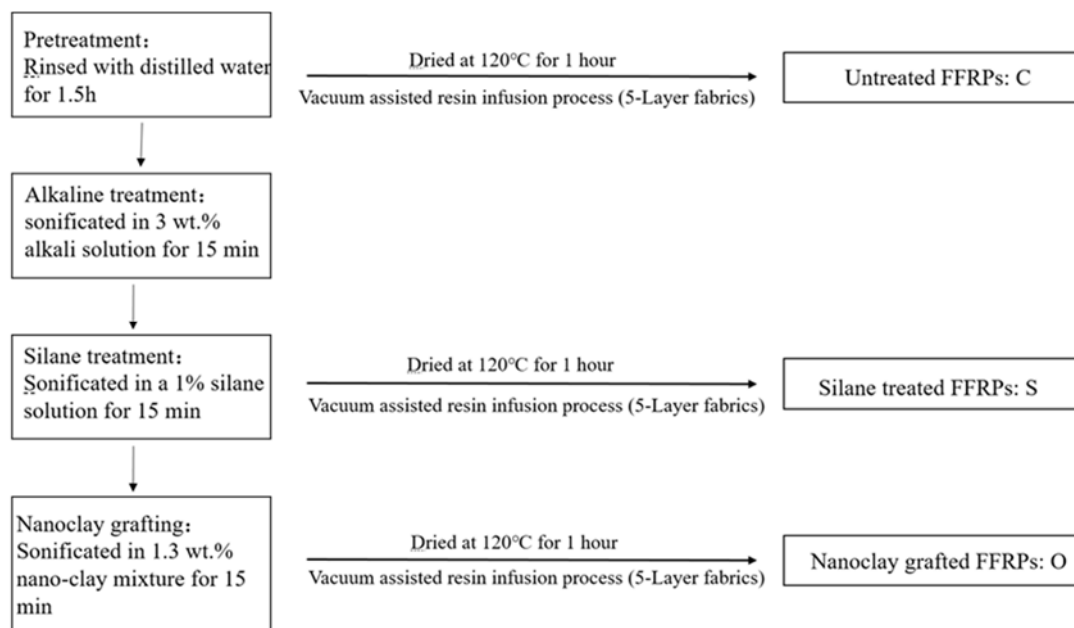 Pretreatment：
Rinsed with distilled water
for 1.5h
Dried at 120℃ for 1 hour
Vacuum assisted resin infusion process (5-Layer fabrics)
Untreated FFRPs: C
Alkaline treatment：
sonificated in 3 wt.%
alkali solution for 15 min
Silane treatment：
Sonificated in a 1% silane
solution for 15 min
Dried at 120℃ for 1 hour
Vacuum assisted resin infusion process (5-Layer fabrics)
Silane treated FFRPs: S
Nanoclay grafting：
Sonificated in 1.3 wt.%
nano-clay mixture for 15
min
Dried at 120℃ for 1 hour
Vacuum assisted resin infusion process (5-Layer fabrics)
Nanoclay grafted FFRPs: O